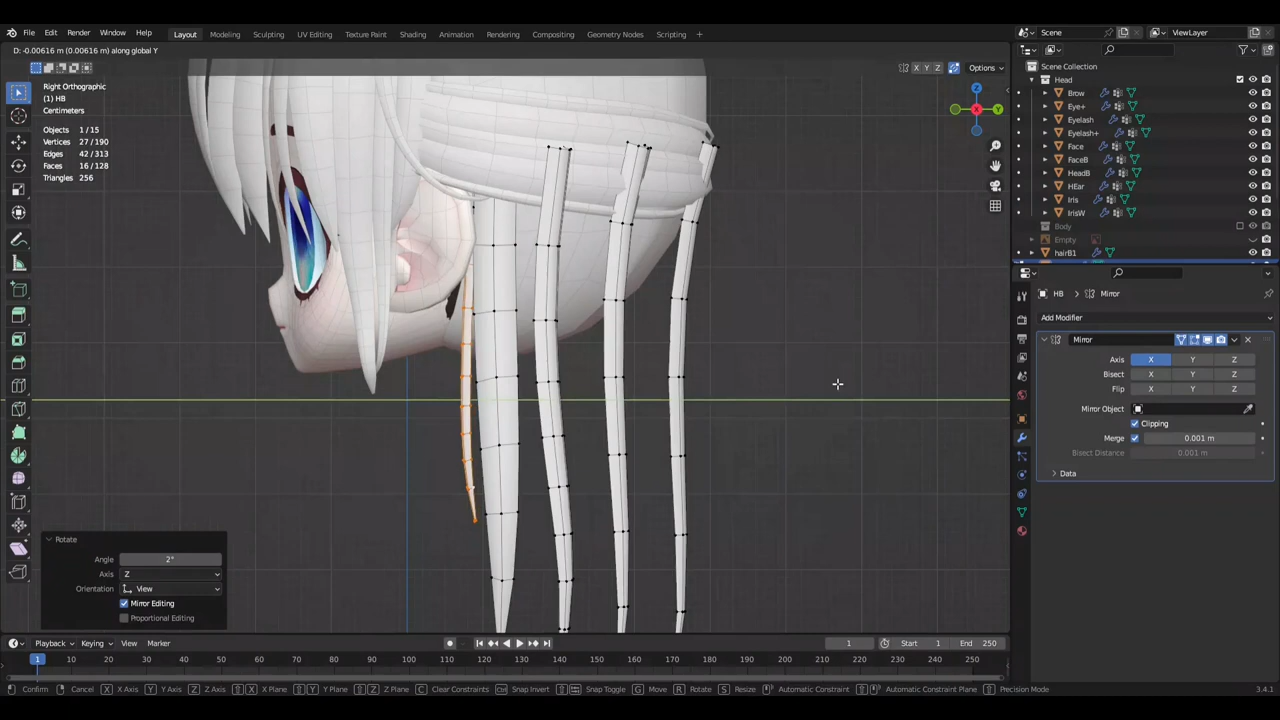 File Edit Render Window Help Layout Modeling Sculpting UV Editing Texture Paint Shading Animation Rendering Compositing Geometry Nodes Scripting + Scene ViewLayer
D: -0.00616 m (0.00616 m) along global Y
X Y Z Options
Right Orthographic
(1) HB
Centimeters
Objects 1/15
Vertices 27/190
Edges 42/313
Faces 16/128
Triangles 256
Z
X
Y
Scene Collection
Head
Brow
Eye+
Eyelash
Eyelash+
Face
FaceB
HeadB
HEar
Iris
IrisW
Body
Empty
hairB1
HB > Mirror
Add Modifier
Mirror
Axis X Y Z
Bisect X Y Z
Flip X Y Z
Mirror Object
Clipping
Merge 0.001 m
Bisect Distance 0.001 m
Data
Rotate
Angle 2°
Axis Z
Orientation View
Mirror Editing
Proportional Editing
Playback Keying View Marker 1 Start 1 End 250
1 10 20 30 40 50 60 70 80 90 100 110 120 130 140 150 160 170 180 190 200 210 220 230 240 250
Confirm Cancel X X Axis Y Y Axis Z Z Axis X X Plane Y Y Plane Z Z Plane C Clear Constraints Ctrl Snap Invert Snap Toggle G Move R Rotate S Resize Automatic Constraint Automatic Constraint Plane Precision Mode 3.4.1